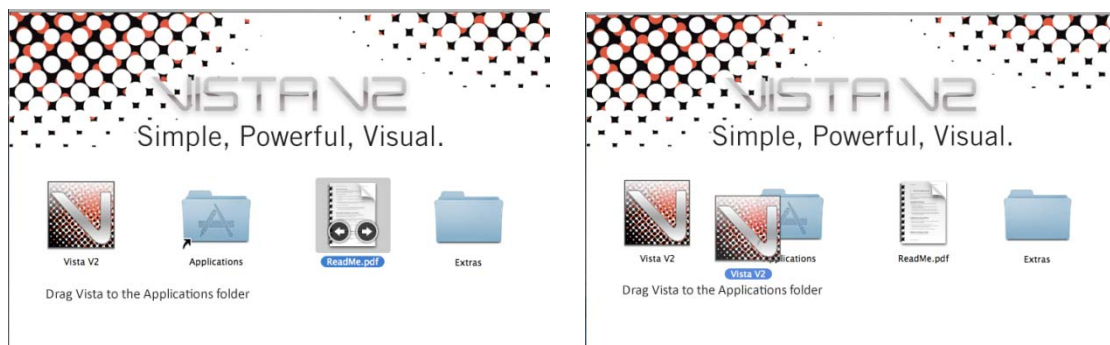 VISTA V2
Simple, Powerful, Visual.
Vista V2
Applications
ReadMe.pdf
Extras
Drag Vista to the Applications folder
VISTA V2
Simple, Powerful, Visual.
Vista V2
Vista V2
plications
ReadMe.pdf
Extras
Drag Vista to the Applications folder